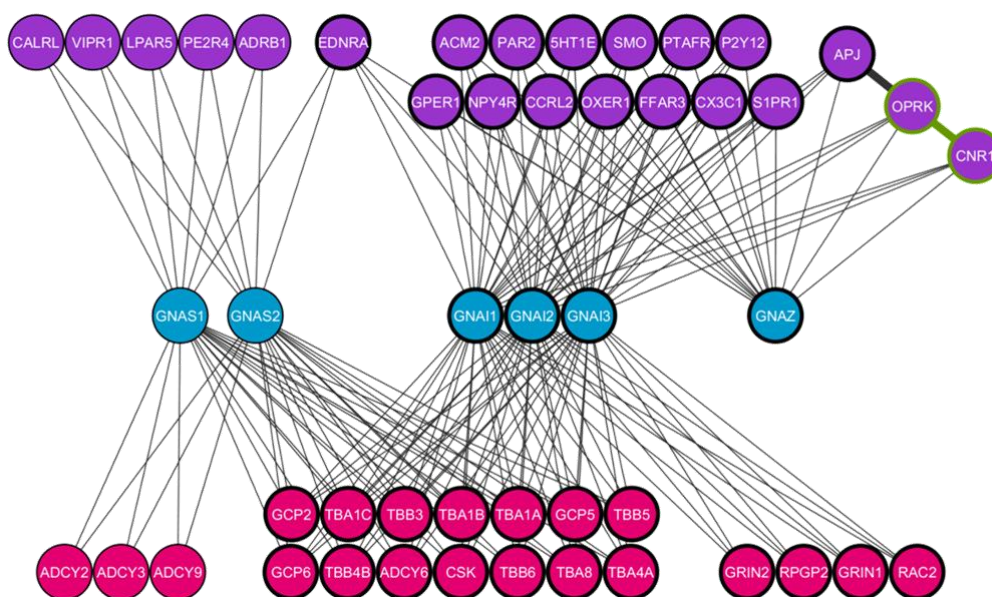 CALRL VIPR1 LPAR5 PE2R4 ADRB1 EDNRA ACM2 PAR2 5HT1E SMO PTAFR P2Y12 APJ
GPER1 NPY4R CCRL2 OXER1 FFAR3 CX3C1 S1PR1 OPRK
CNR1
GNAS1 GNAS2 GNAI1 GNAI2 GNAI3 GNAZ
GCP2 TBA1C TBB3 TBA1B TBA1A GCP5 TBB5
ADCY2 ADCY3 ADCY9 GCP6 TBB4B ADCY6 CSK TBB6 TBA8 TBA4A GRIN2 RPGP2 GRIN1 RAC2